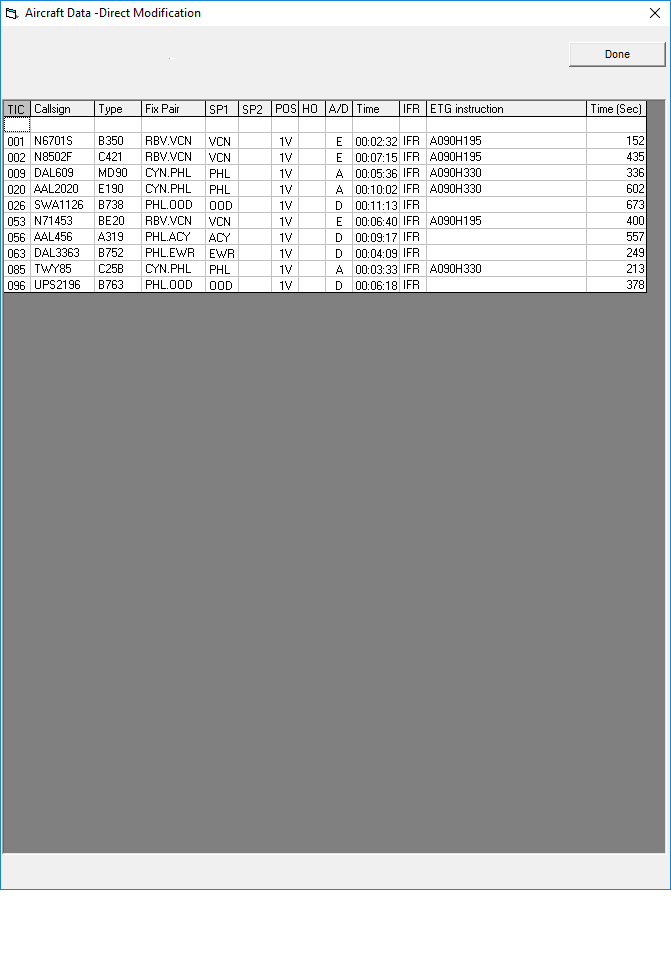 Aircraft Data -Direct Modification
Done
TIC Callsign Type Fix Pair SP1 SP2 POS HO A/D Time IFR ETG instruction Time (Sec)
001 N6701S B350 RBV.VCN VCN 1V E 00:02:32 IFR A090H195 152
002 N8502F C421 RBV.VCN VCN 1V E 00:07:15 IFR A090H195 435
009 DAL609 MD90 CYN.PHL PHL 1V A 00:05:36 IFR A090H330 336
020 AAL2020 E190 CYN.PHL PHL 1V A 00:10:02 IFR A090H330 602
026 SWA1126 B738 PHL.OOD OOD 1V D 00:11:13 IFR 673
053 N71453 BE20 RBV.VCN VCN 1V E 00:06:40 IFR A090H195 400
056 AAL456 A319 PHL.ACY ACY 1V D 00:09:17 IFR 557
063 DAL3363 B752 PHL.EWR EWR 1V D 00:04:09 IFR 249
085 TWY85 C25B CYN.PHL PHL 1V A 00:03:33 IFR A090H330 213
096 UPS2196 B763 PHL.OOD OOD 1V D 00:06:18 IFR 378